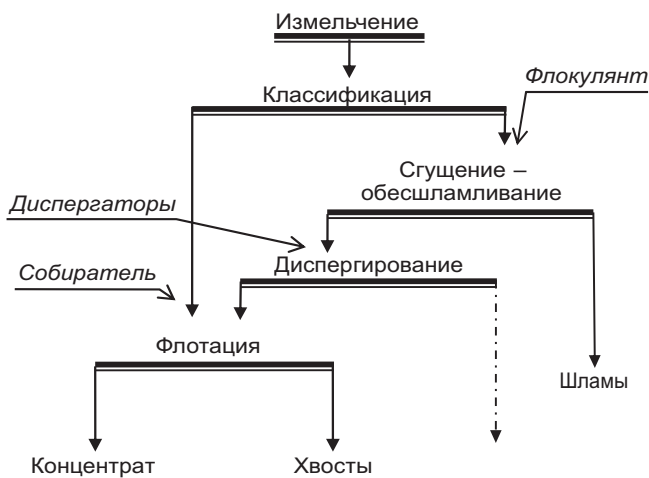 Измельчение
Классификация
Флокулянт
Сгущение –
обесшламливание
Диспергаторы
Диспергирование
Собиратель
Флотация
Шламы
Концентрат
Хвосты